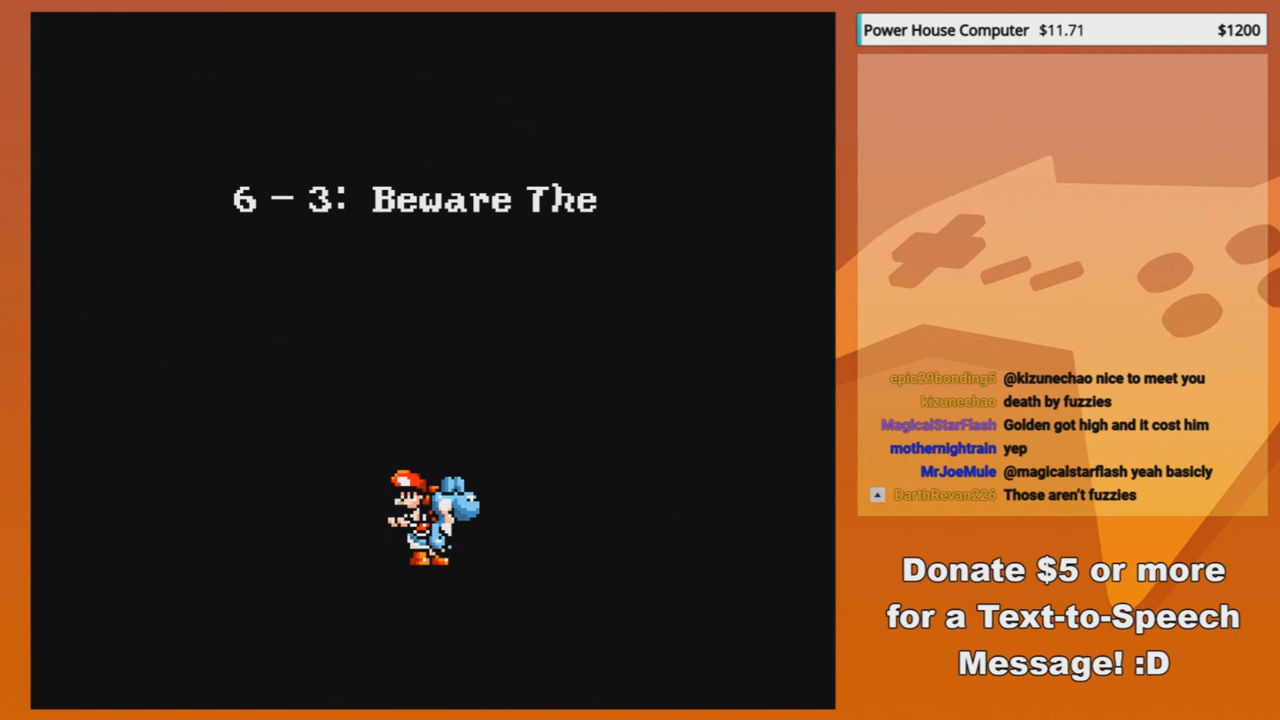 6 - 3: Beware The
Power House Computer $11.71 $1200
epic29bonding5 @kizunechao nice to meet you
kizunechao death by fuzzies
MagicalStarFlash Golden got high and it cost him
mothernightrain yep
MrJoeMule @magicalstarflash yeah basicly
DarthRevan226 Those aren't fuzzies
Donate $5 or more
for a Text-to-Speech
Message! :D